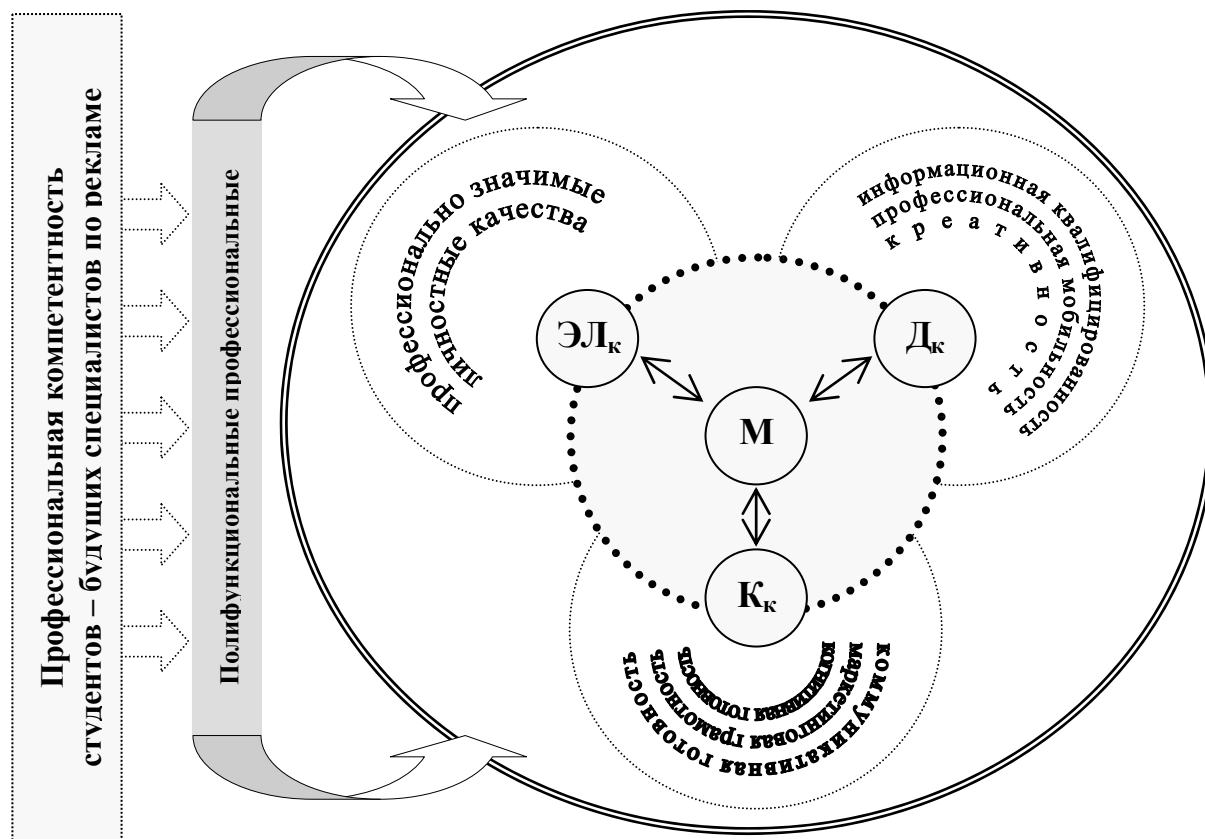 Профессиональная компетентность
студентов – будущих специалистов по рекламе
Полифункциональные профессиональные
профессионально значимые
личностные качества
информационная квалифицированность
профессиональная мобильность
креативность
ЭЛк
Дк
М
Кк
когнитивная готовность
маркетинговая грамотность
коммуникативная готовность